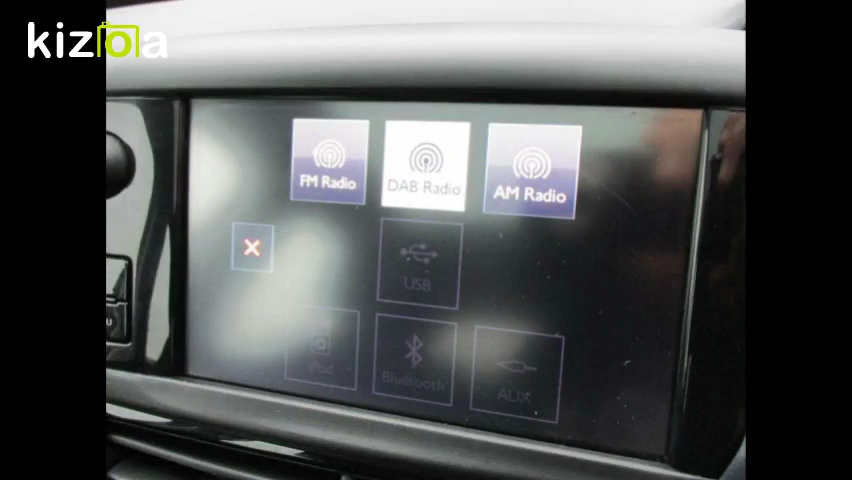 kizoa
FM Radio
DAB Radio
AM Radio
USB
iPod
Bluetooth
AUX